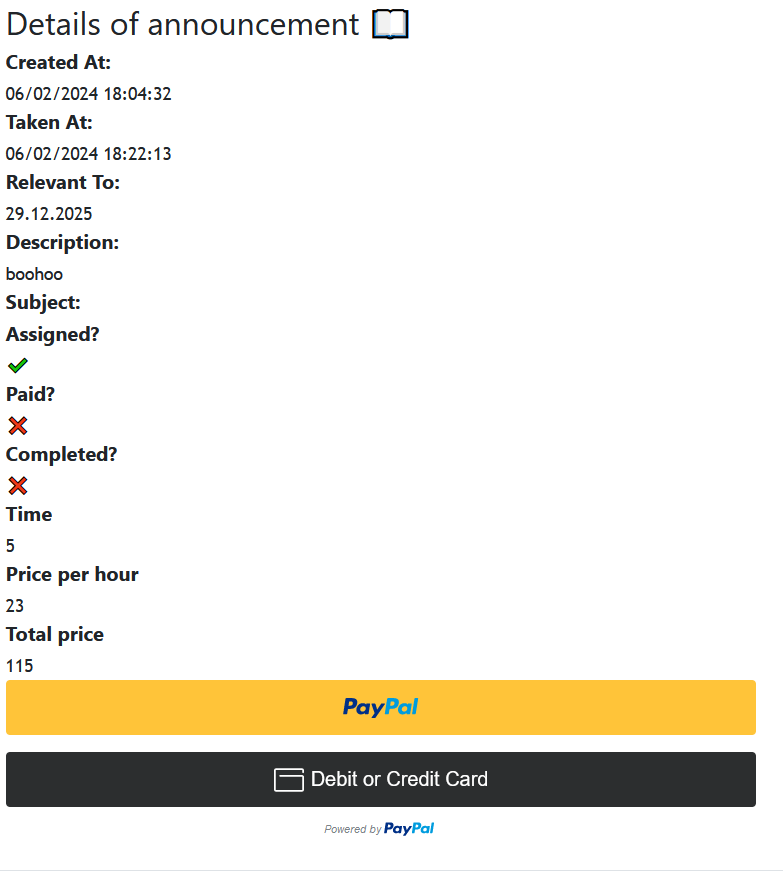 Details of announcement
Created At:
06/02/2024 18:04:32
Taken At:
06/02/2024 18:22:13
Relevant To:
29.12.2025
Description:
boohoo
Subject:
Assigned?
Paid?
Completed?
Time
5
Price per hour
23
Total price
115
PayPal
Debit or Credit Card
Powered by PayPal